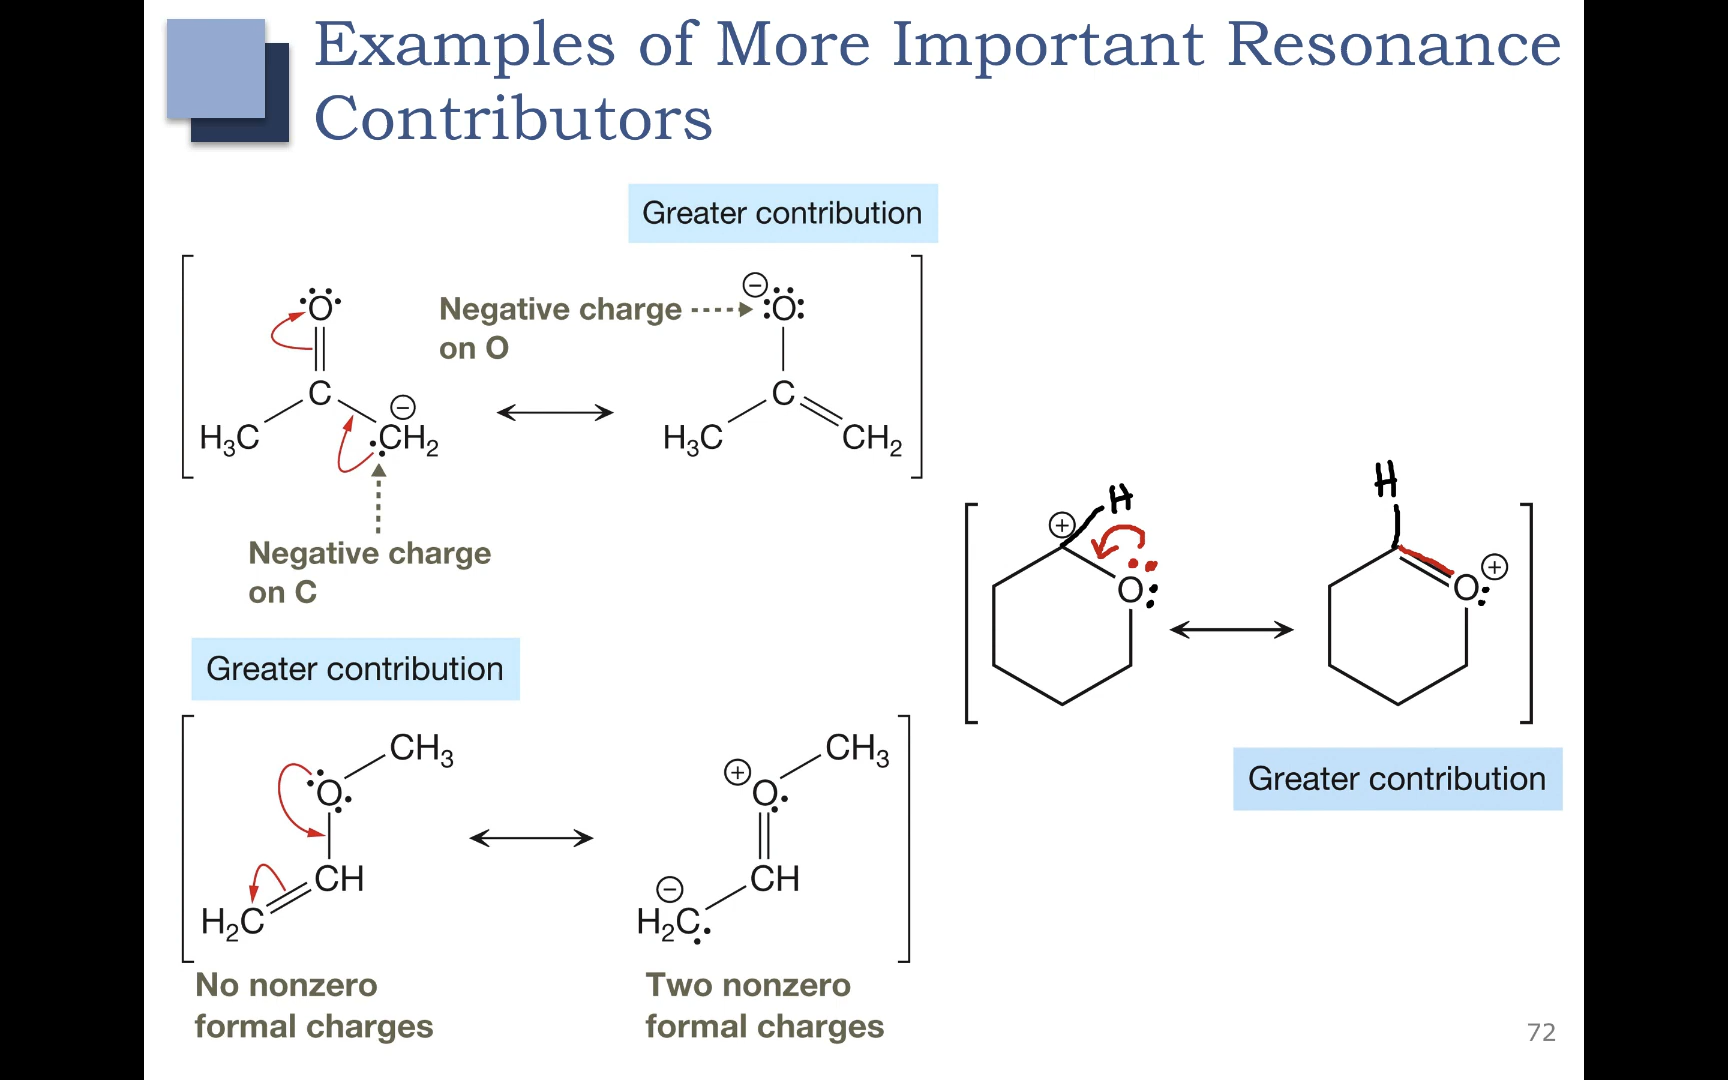 Examples of More Important Resonance
Contributors
Greater contribution
O
C
H₃C
CH₂
⊖
Negative charge
on O
Negative charge
on C
⊖
O
C
H₃C
CH₂
Greater contribution
O
CH₃
CH
H₂C
No nonzero
formal charges
⊕
O
CH₃
CH
⊖
H₂C
Two nonzero
formal charges
⊕
H
O
H
O
⊕
Greater contribution
72